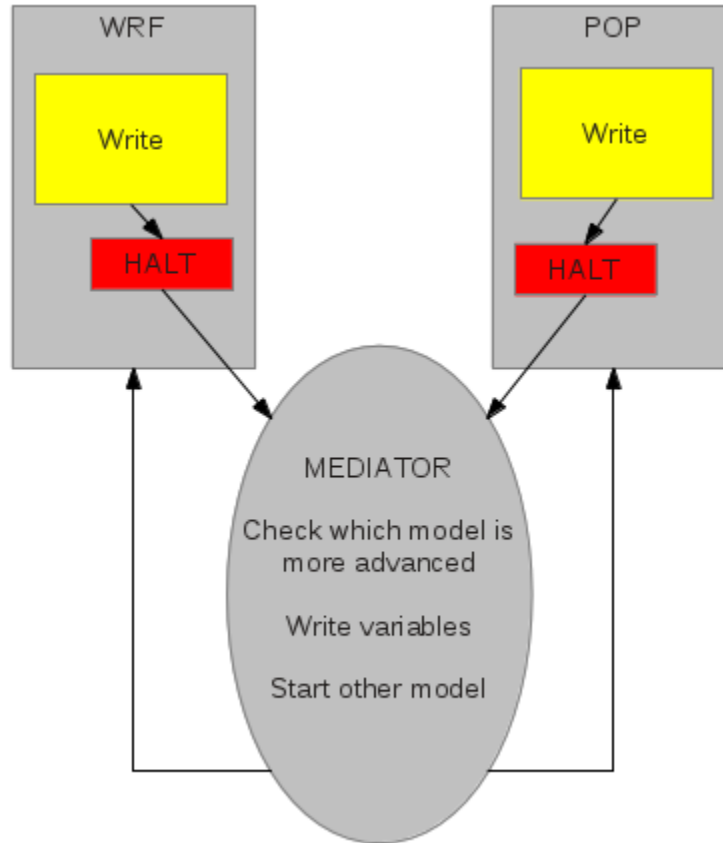 WRF
Write
HALT
POP
Write
HALT
MEDIATOR
Check which model is
more advanced
Write variables
Start other model